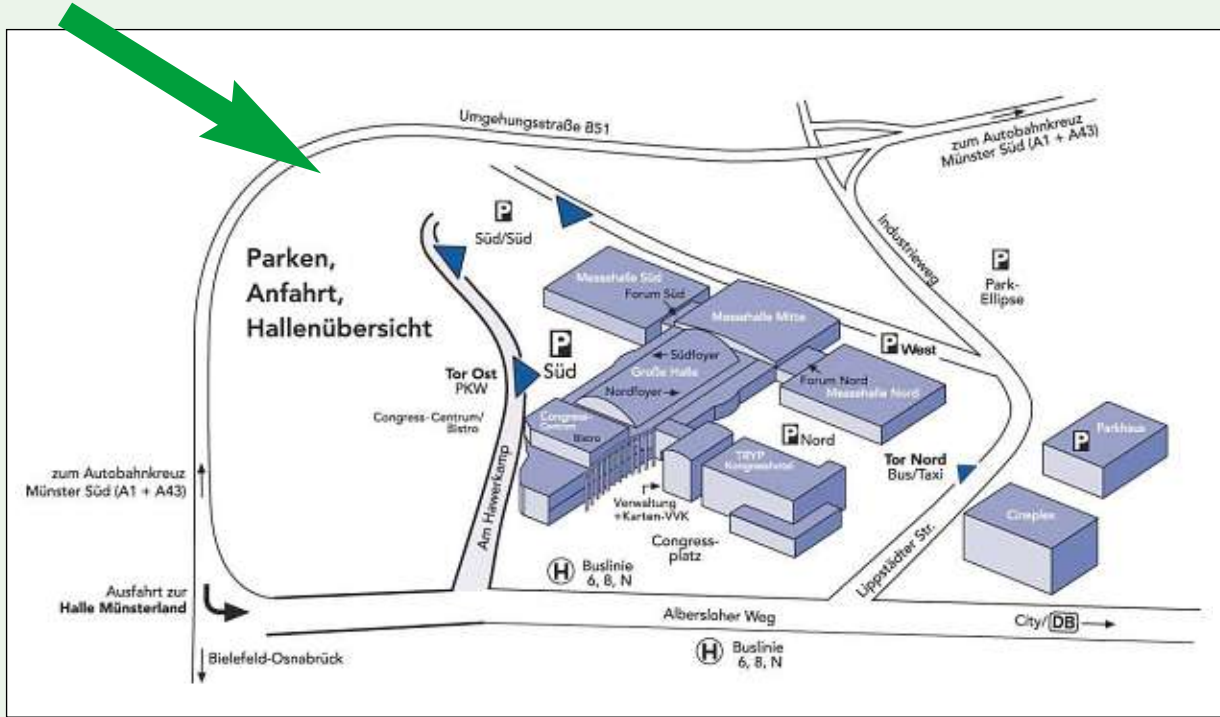 Umgehungsstraße B51
zum Autobahnkreuz
Münster Süd (A1 + A43)
P
Süd/Süd
Industrieweg
P
Park-
Ellipse
Parken,
Anfahrt,
Hallenübersicht
Messehalle Süd
Forum Süd
Messehalle Mitte
P
West
P
Süd
Südfoyer
Große Halle
Nordfoyer
Forum Nord
Messehalle Nord
Tor Ost
PKW
Congress-Centrum/
Bistro
Congress-
Centrum
Bistro
P
Nord
TRYP
Kongresshotel
Tor Nord
Bus/Taxi
Parkhaus
P
zum Autobahnkreuz
Münster Süd (A1 + A43)
Am Hawerkamp
Verwaltung
+Karten-VVK
Congress-
platz
Cineplex
Lippstädter Str.
H
Buslinie
6, 8, N
Ausfahrt zur
Halle Münsterland
Albersloher Weg
City/DB
H
Buslinie
6, 8, N
Bielefeld-Osnabrück